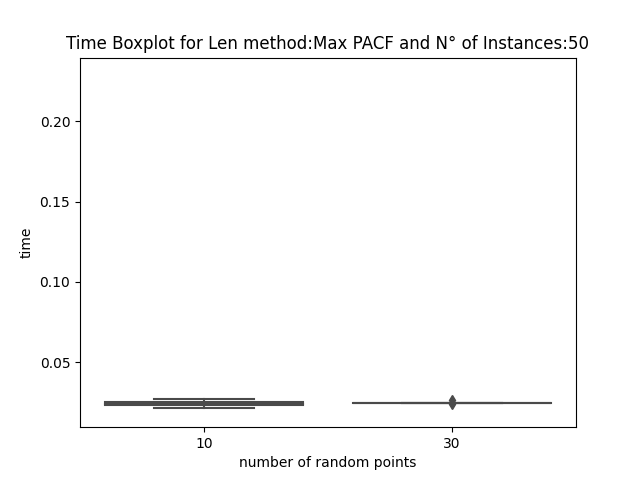 Time Boxplot for Len method:Max PACF and N° of Instances:50
0.20
0.15
0.10
0.05
time
10 30
number of random points